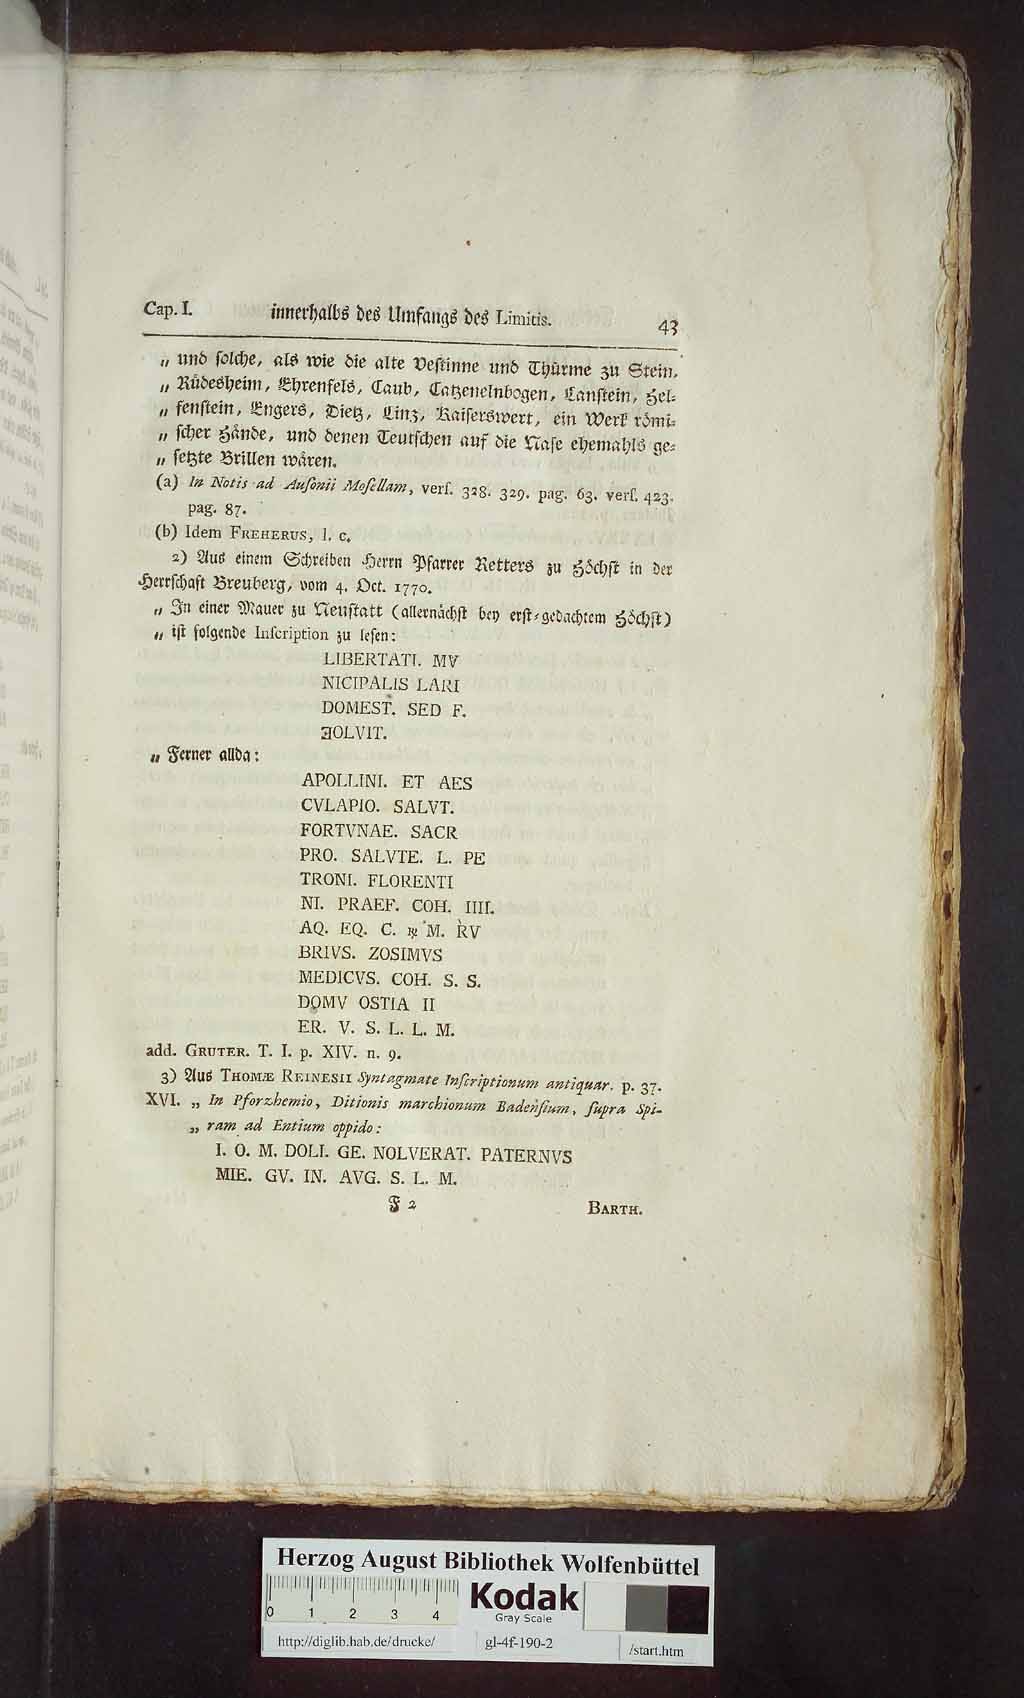 Cap. I. innerhalbs des Umfangs des Limitis. 43
„ und ſolche, als wie die alte Veſtinne und Thürme zu Stein,
„ Rüdesheim, Ehrenfels, Caub, Catzenelnbogen, Lanſtein, Hel⸗
„ fenſtein, Engers, Dietz, Linz, Kaiſerswert, ein Werk römi⸗
„ ſcher Hände, und denen Teutſchen auf die Naſe ehemahls ge⸗
„ ſetzte Brillen wären.
(a) In Notis ad Auſonii Moſellam, verſ. 328. 329. pag. 63. verſ. 423.
pag. 87.
(b) Idem FREHERUS, l. c.
2) Aus einem Schreiben Herrn Pfarrer Retters zu Höchſt in der
Herrſchaft Breuberg, vom 4. Oct. 1770.
„ In einer Mauer zu Neuſtatt (allernächſt bey erſt⸗gedachtem Höchſt)
„ iſt folgende Inſcription zu leſen:
LIBERTATI. MV
NICIPALIS LARI
DOMEST. SED F.
ƎOLVIT.
„ Ferner allda:
APOLLINI. ET AES
CVLAPIO. SALVT.
FORTVNAE. SACR
PRO. SALVTE. L. PE
TRONI. FLORENTI
NI. PRAEF. COH. IIII.
AQ. EQ. C. M. RV
BRIVS. ZOSIMVS
MEDICVS. COH. S. S.
DOMV OSTIA II
ER. V. S. L. L. M.
add. GRUTER. T. I. p. XIV. n. 9.
3) Aus THOMÆ REINESII Syntagmate Inſcriptionum antiquar. p. 37.
XVI. „ In Pforzhemio, Ditionis marchionum Badenſium, ſupra Spi-
„ ram ad Entium oppido:
I. O. M. DOLI. GE. NOLVERAT. PATERNVS
MIE. GV. IN. AVG. S. L. M.
F 2 BARTH.
Herzog August Bibliothek Wolfenbüttel
0 1 2 3 4
Kodak
Gray Scale
http://diglib.hab.de/drucke/ gl-4f-190-2 /start.htm